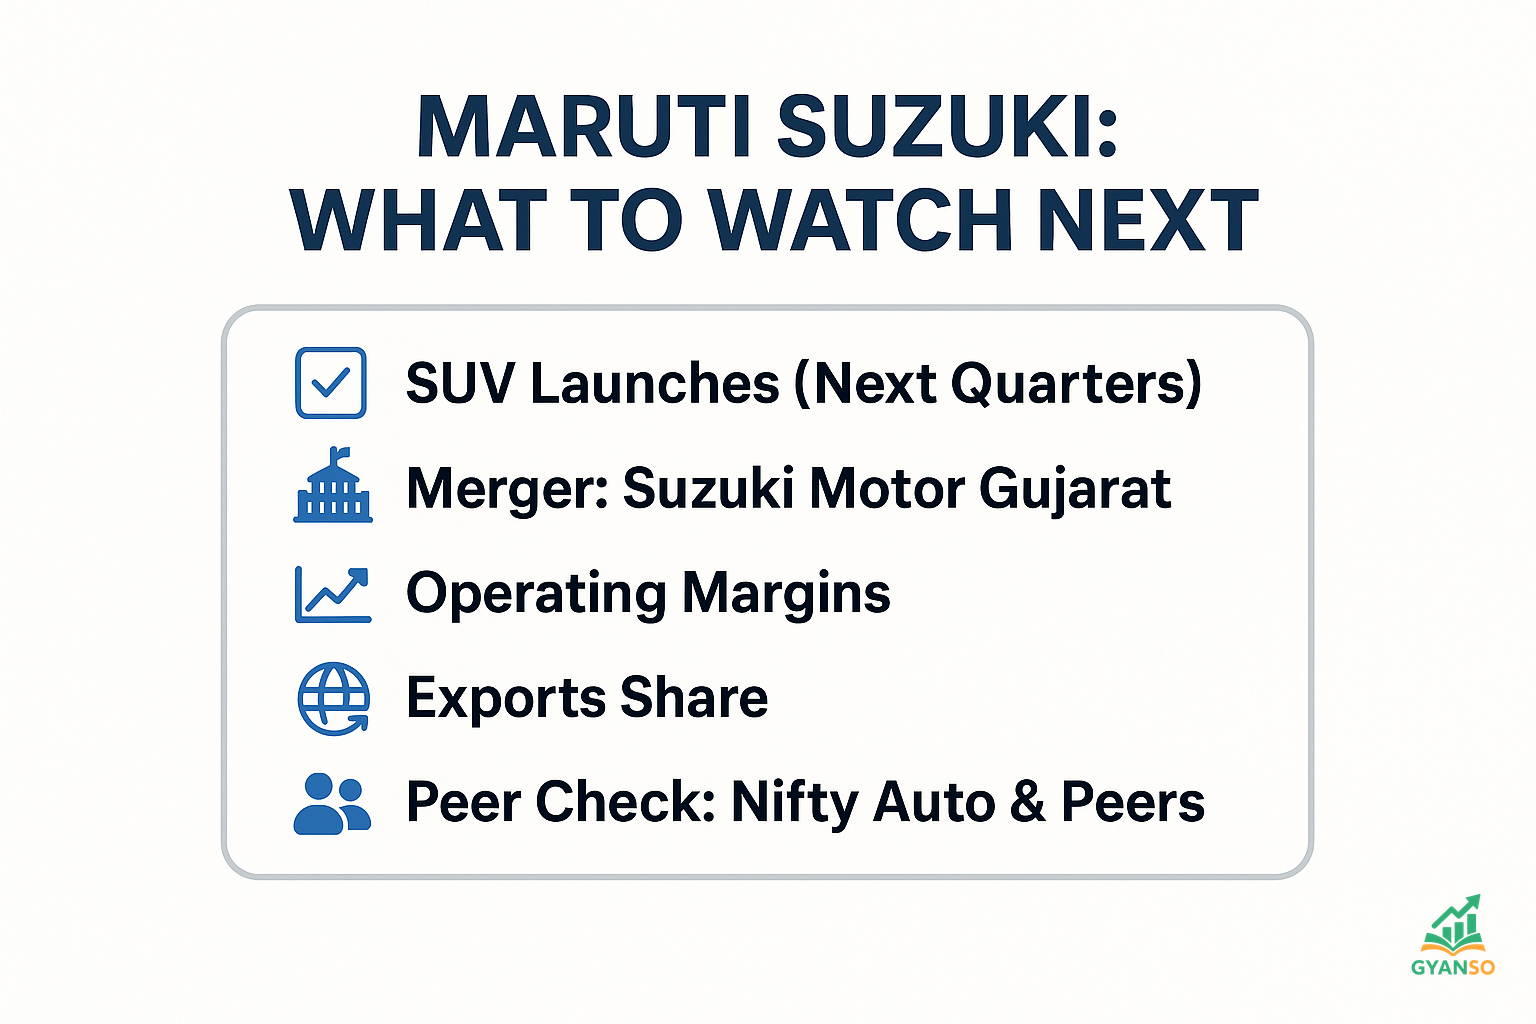 MARUTI SUZUKI:
WHAT TO WATCH NEXT
SUV Launches (Next Quarters)
Merger: Suzuki Motor Gujarat
Operating Margins
Exports Share
Peer Check: Nifty Auto & Peers
GYANSO